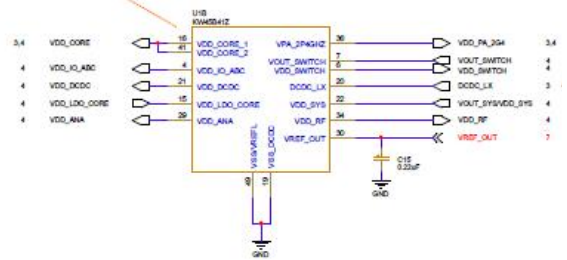 U1B
KW45B41Z
3,4 VDD_CORE 16 VDD_CORE_1 VPA_2P4GHZ 36 VDD_PA_2G4 3,4
41 VDD_CORE_2
4 VDD_IO_ABC 4 VDD_IO_ABC VOUT_SWITCH 7 VOUT_SWITCH 4
VDD_SWITCH 6 VDD_SWITCH 4
4 VDD_DCDC 21 VDD_DCDC DCDC_LX 20 DCDC_LX 3
4 VDD_LDO_CORE 15 VDD_LDO_CORE VDD_SYS 22 VOUT_SYS/VDD_SYS 4
4 VDD_ANA 29 VDD_ANA VDD_RF 34 VDD_RF 4
VREF_OUT 30 VREF_OUT 7
VSS/VREFL
VSS_DCDC
49
19
C15
0.22uF
GND
GND